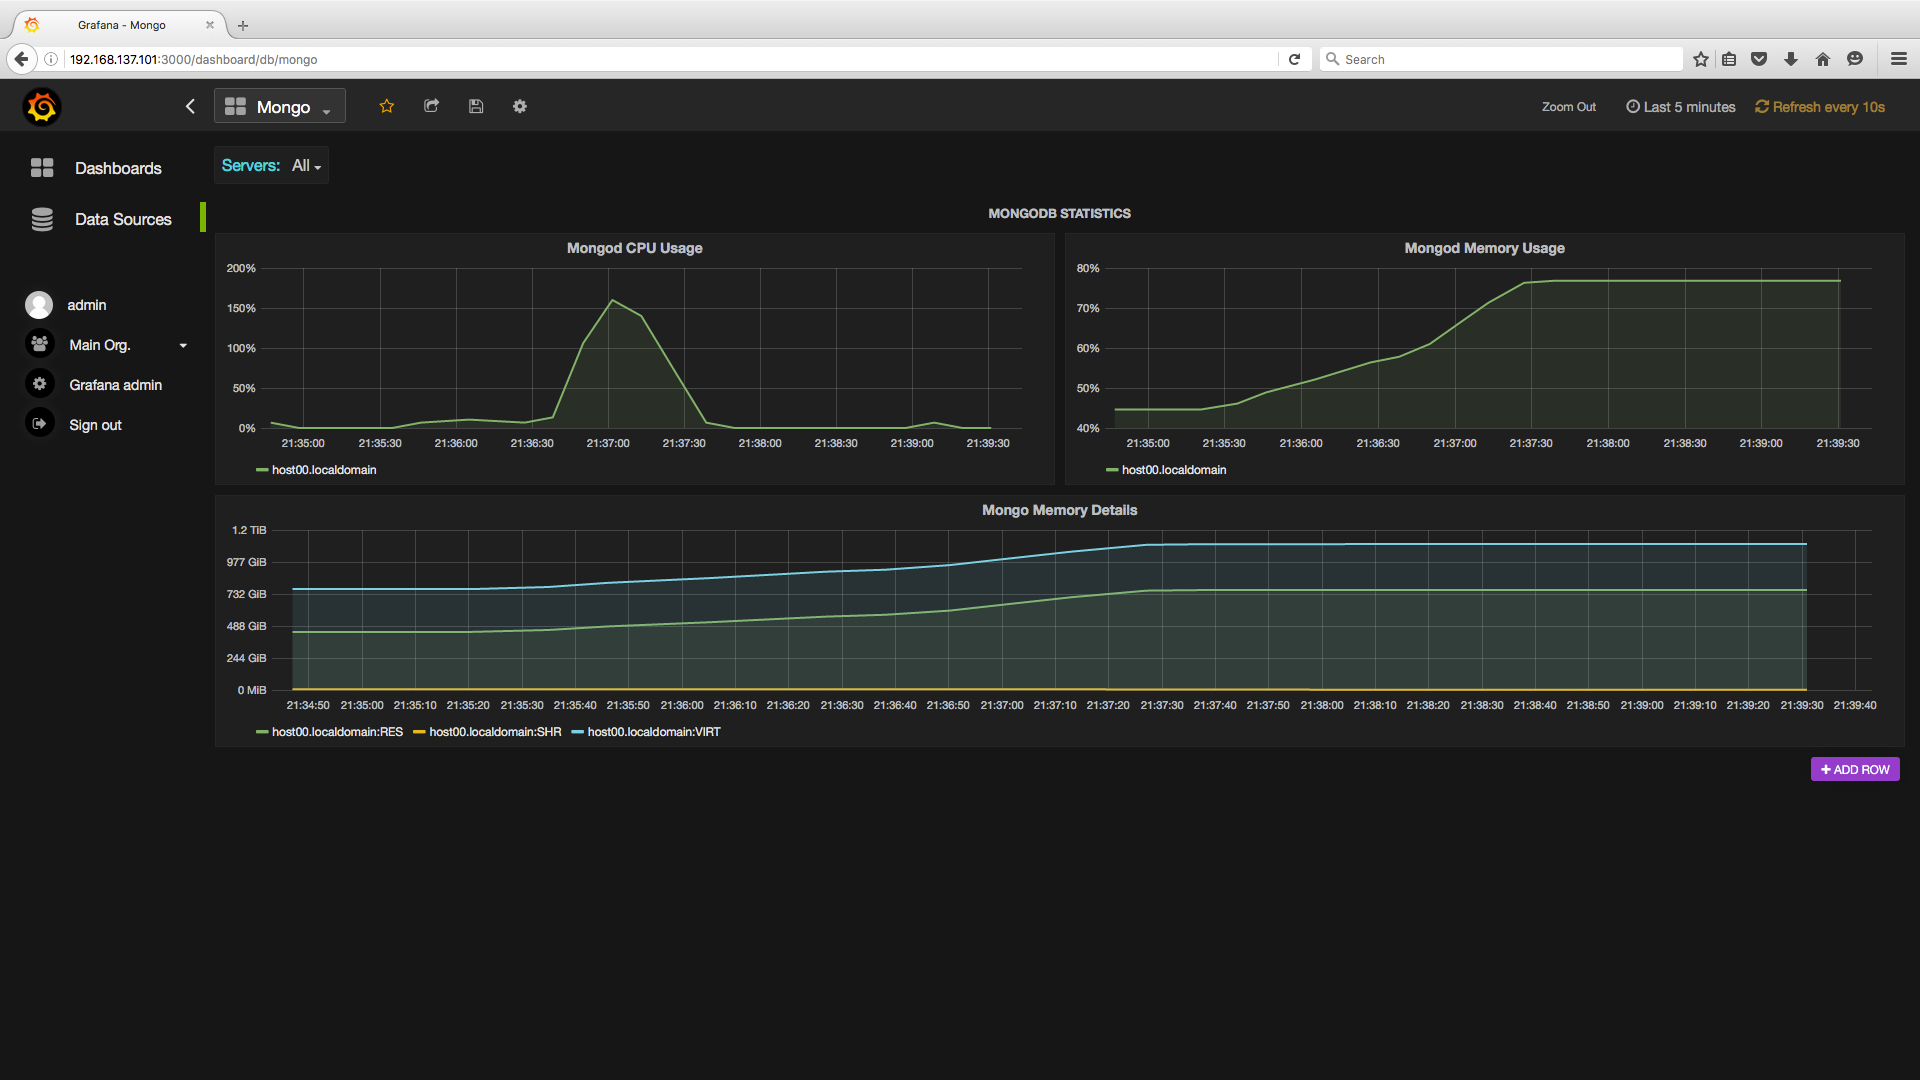 Grafana - Mongo
192.168.137.101:3000/dashboard/db/mongo
Search
Mongo
Zoom Out
Last 5 minutes
Refresh every 10s
Dashboards
Data Sources
admin
Main Org.
Grafana admin
Sign out
Servers: All
MONGODB STATISTICS
Mongod CPU Usage
200%
150%
100%
50%
0%
21:35:00 21:35:30 21:36:00 21:36:30 21:37:00 21:37:30 21:38:00 21:38:30 21:39:00 21:39:30
host00.localdomain
Mongod Memory Usage
80%
70%
60%
50%
40%
21:35:00 21:35:30 21:36:00 21:36:30 21:37:00 21:37:30 21:38:00 21:38:30 21:39:00 21:39:30
host00.localdomain
Mongo Memory Details
1.2 TiB
977 GiB
732 GiB
488 GiB
244 GiB
0 MiB
21:34:50 21:35:00 21:35:10 21:35:20 21:35:30 21:35:40 21:35:50 21:36:00 21:36:10 21:36:20 21:36:30 21:36:40 21:36:50 21:37:00 21:37:10 21:37:20 21:37:30 21:37:40 21:37:50 21:38:00 21:38:10 21:38:20 21:38:30 21:38:40 21:38:50 21:39:00 21:39:10 21:39:20 21:39:30 21:39:40
host00.localdomain:RES host00.localdomain:SHR host00.localdomain:VIRT
+ ADD ROW